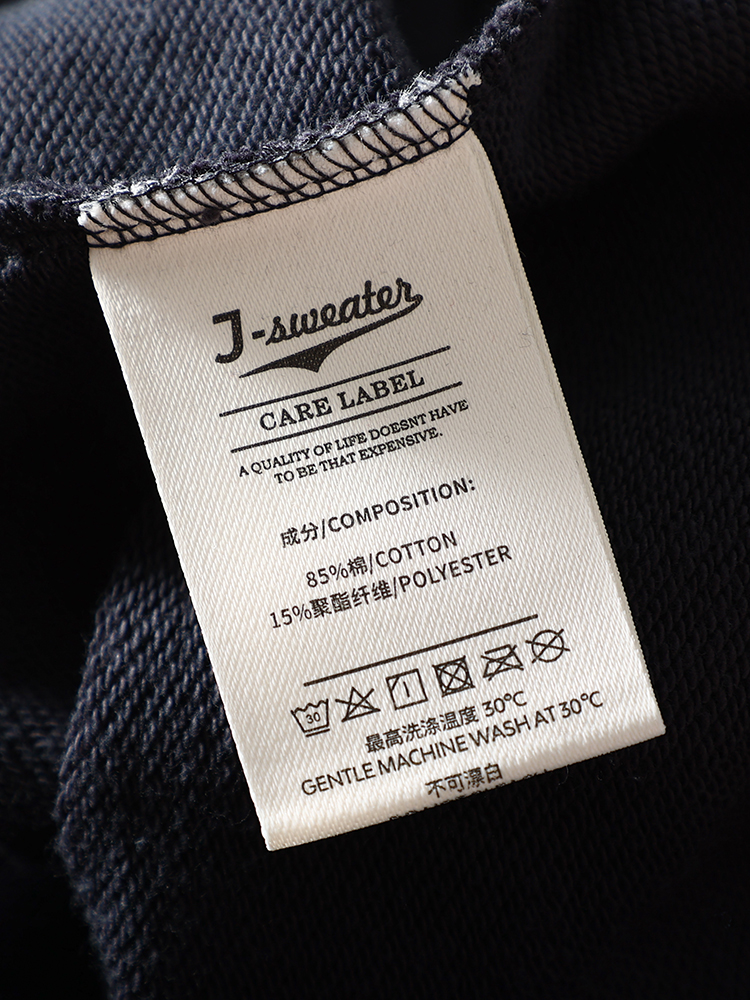 J-sweater
CARE LABEL
A QUALITY OF LIFE DOESNT HAVE
TO BE THAT EXPENSIVE.
成分/COMPOSITION:
85%棉/COTTON
15%聚酯纤维/POLYESTER
30
最高洗涤温度 30℃
GENTLE MACHINE WASH AT 30℃
不可漂白